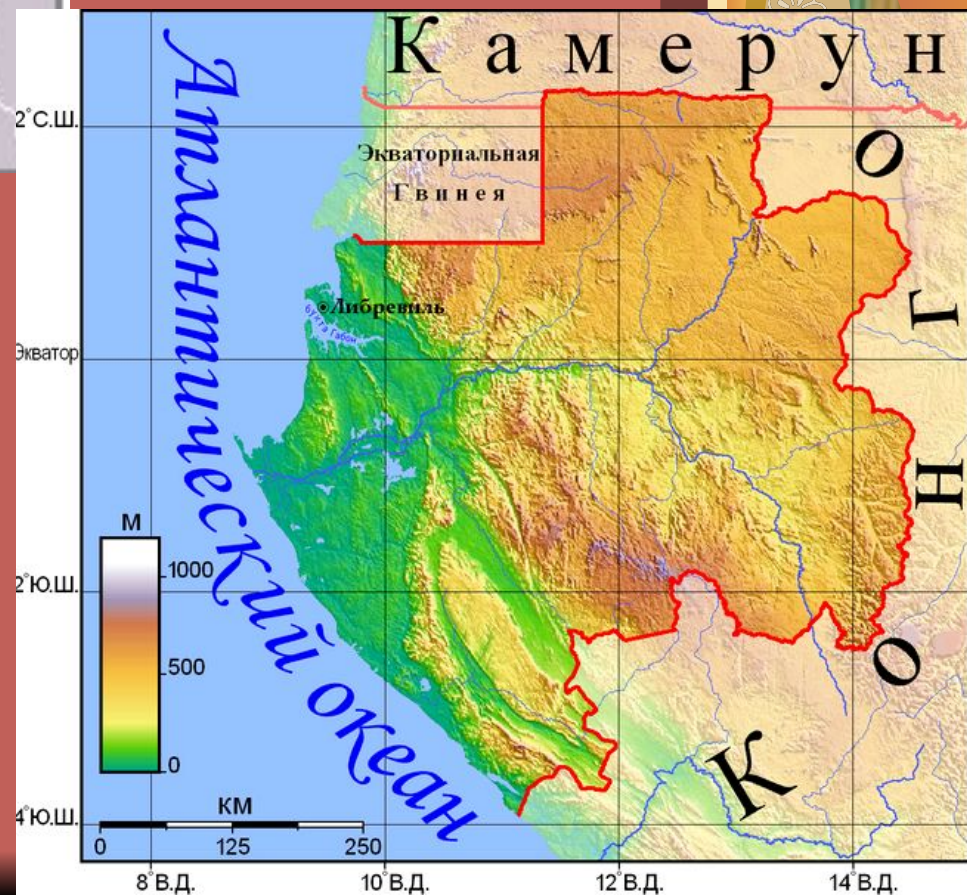 Камерун
2°С.Ш.
Экваториальная
Гвинея
Либревиль
бухта Габон
Экватор
Атлантический океан
КОНГО
М
1000
500
0
2°Ю.Ш.
КМ
0 125 250
4°Ю.Ш.
8°В.Д. 10°В.Д. 12°В.Д. 14°В.Д.